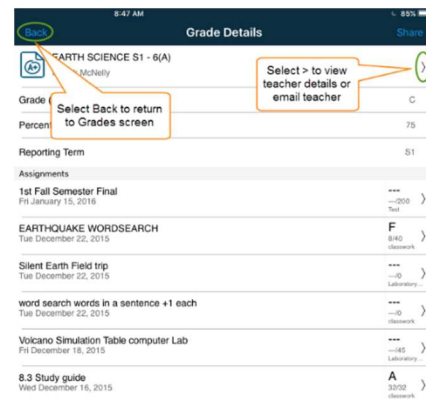 8:47 AM 85%
Back Grade Details Share
A+ EARTH SCIENCE S1 - 6(A)
McNelly
Select > to view
teacher details or
email teacher
Grade C
Select Back to return
to Grades screen
Percent 75
Reporting Term S1
Assignments
1st Fall Semester Final ---
Fri January 15, 2016 ---/200
Test
EARTHQUAKE WORDSEARCH F
Tue December 22, 2015 8/40
classwork
Silent Earth Field trip ---
Tue December 22, 2015 ---/0
Laboratory...
word search words in a sentence +1 each ---
Tue December 22, 2015 ---/0
classwork
Volcano Simulation Table computer Lab ---
Fri December 18, 2015 ---/45
Laboratory...
8.3 Study guide A
Wed December 16, 2015 32/32
classwork